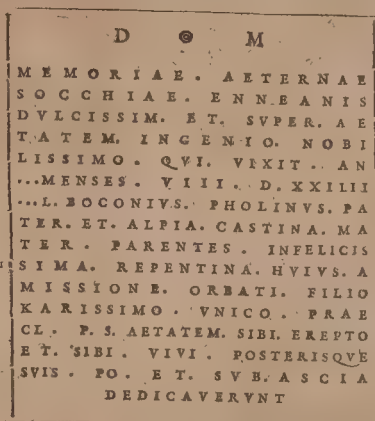 D M
MEMORIAE. AETERNAE
SOCCHIAE. ENNEANIS
DVLCISSIM. ET. SVPER. AE
TATEM. INGENIO. NOBI
LISSIMO. QVI. VIXIT. AN
...MENSES. VIII. D. XXIIII
...L. BOCONIVS. PHOLINVS. PA
TER. ET. ALPIA. CASTINA. MA
TER. PARENTES. INFELICIS
SIMA. REPENTINA. HVIVS. A
MISSIONE. ORBATI. FILIO
KARISSIMO. VNICO. PRAE
CL. P. S. AETATEM. SIBI. EREPTO
ET. SIBI. VIVI. POSTERISQVE
SVIS. PO. ET. SVB. ASCIA
DEDICAVERVNT